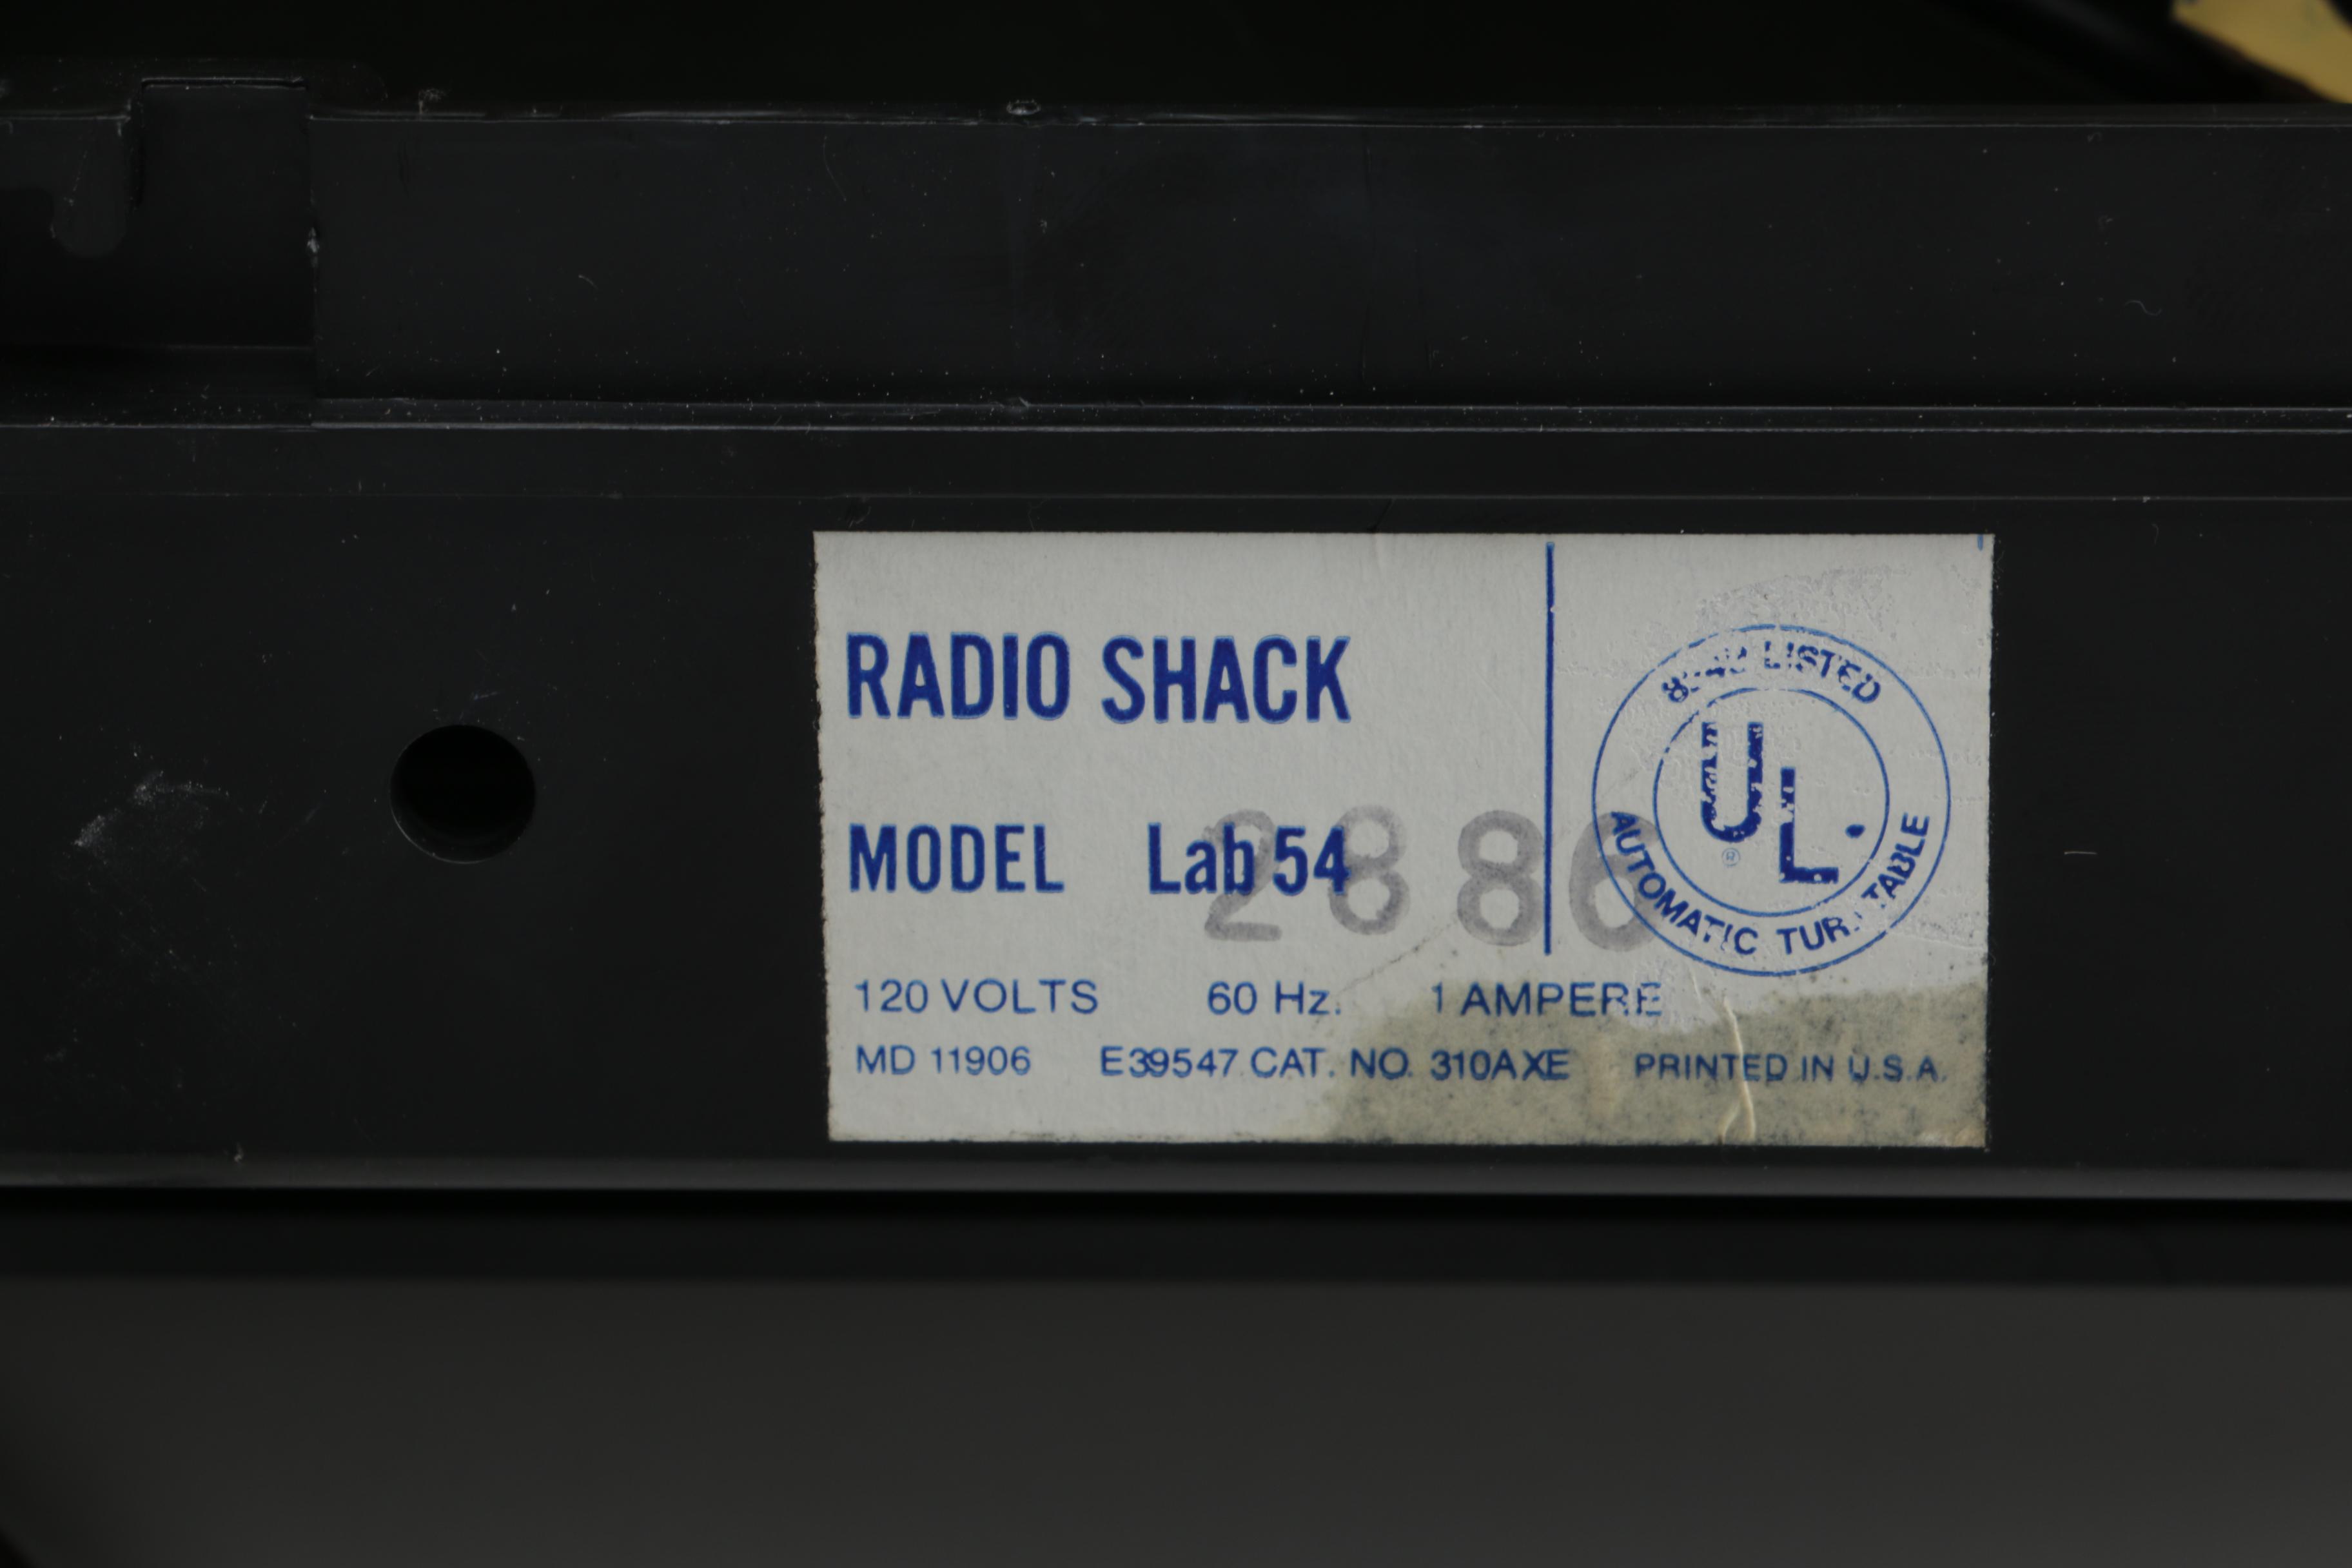 RADIO SHACK
MODEL Lab 54
2886
120 VOLTS 60 Hz. 1 AMPERE
MD 11906 E39547 CAT. NO. 310AXE PRINTED IN U.S.A.
LISTED
UL
®
AUTOMATIC TURNTABLE